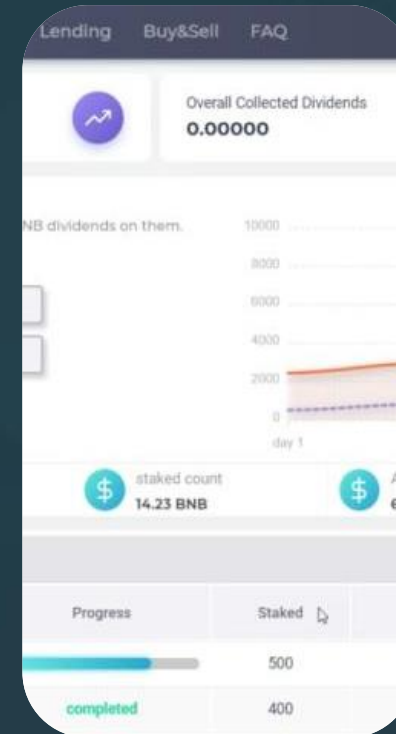 Lending Buy&Sell FAQ
Overall Collected Dividends
0.00000
NB dividends on them.
10000
8000
6000
4000
2000
0
day 1
staked count
14.23 BNB
Progress Staked
500
completed 400